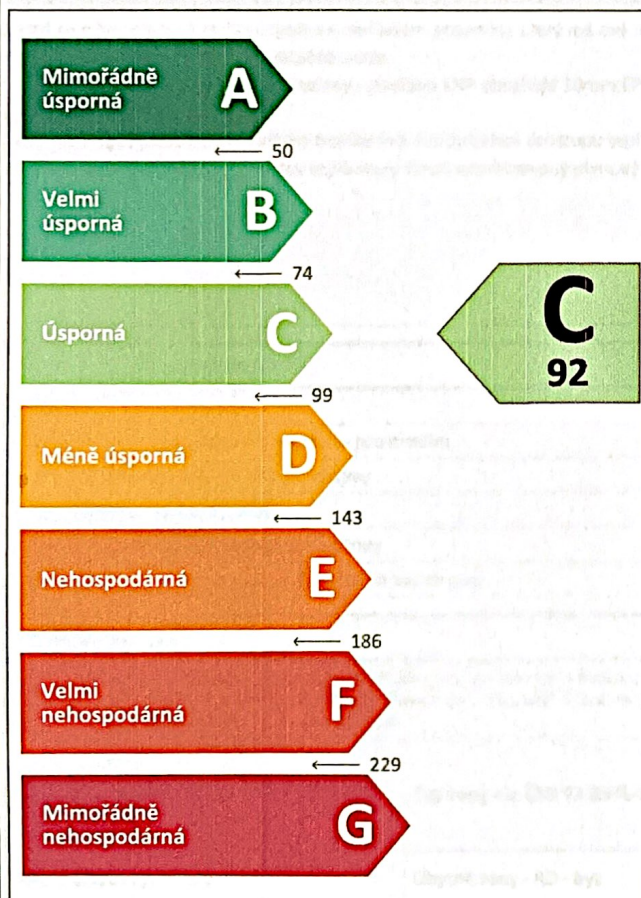 Mimořádně
úsporná
A
← 50
Velmi
úsporná
B
← 74
Úsporná
C
C
92
← 99
Méně úsporná
D
← 143
Nehospodárná
E
← 186
Velmi
nehospodárná
F
← 229
Mimořádně
nehospodárná
G